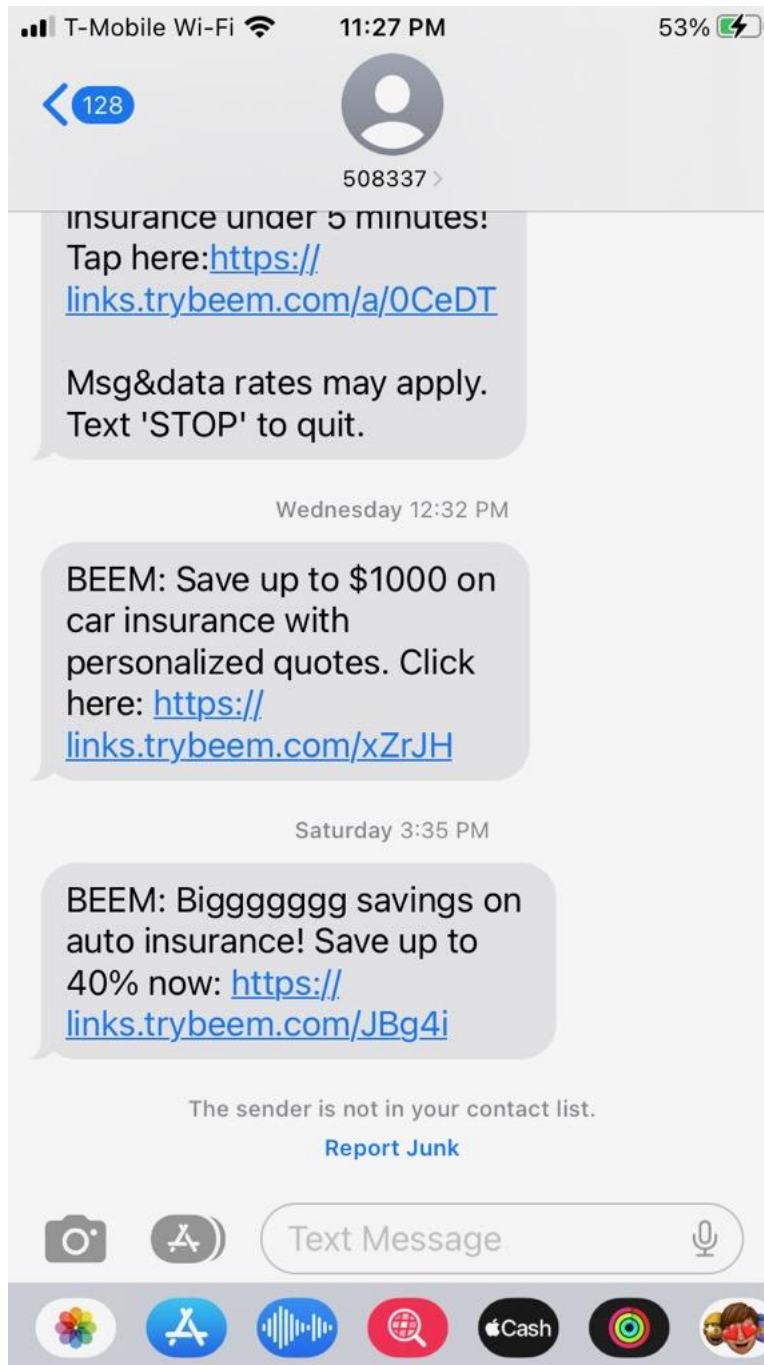 T-Mobile Wi-Fi 11:27 PM 53%
128
508337
insurance under 5 minutes!
Tap here:https://
links.trybeem.com/a/0CeDT
Msg&data rates may apply.
Text 'STOP' to quit.
Wednesday 12:32 PM
BEEM: Save up to $1000 on
car insurance with
personalized quotes. Click
here: https://
links.trybeem.com/xZrJH
Saturday 3:35 PM
BEEM: Biggggggg savings on
auto insurance! Save up to
40% now: https://
links.trybeem.com/JBg4i
The sender is not in your contact list.
Report Junk
Text Message
Cash